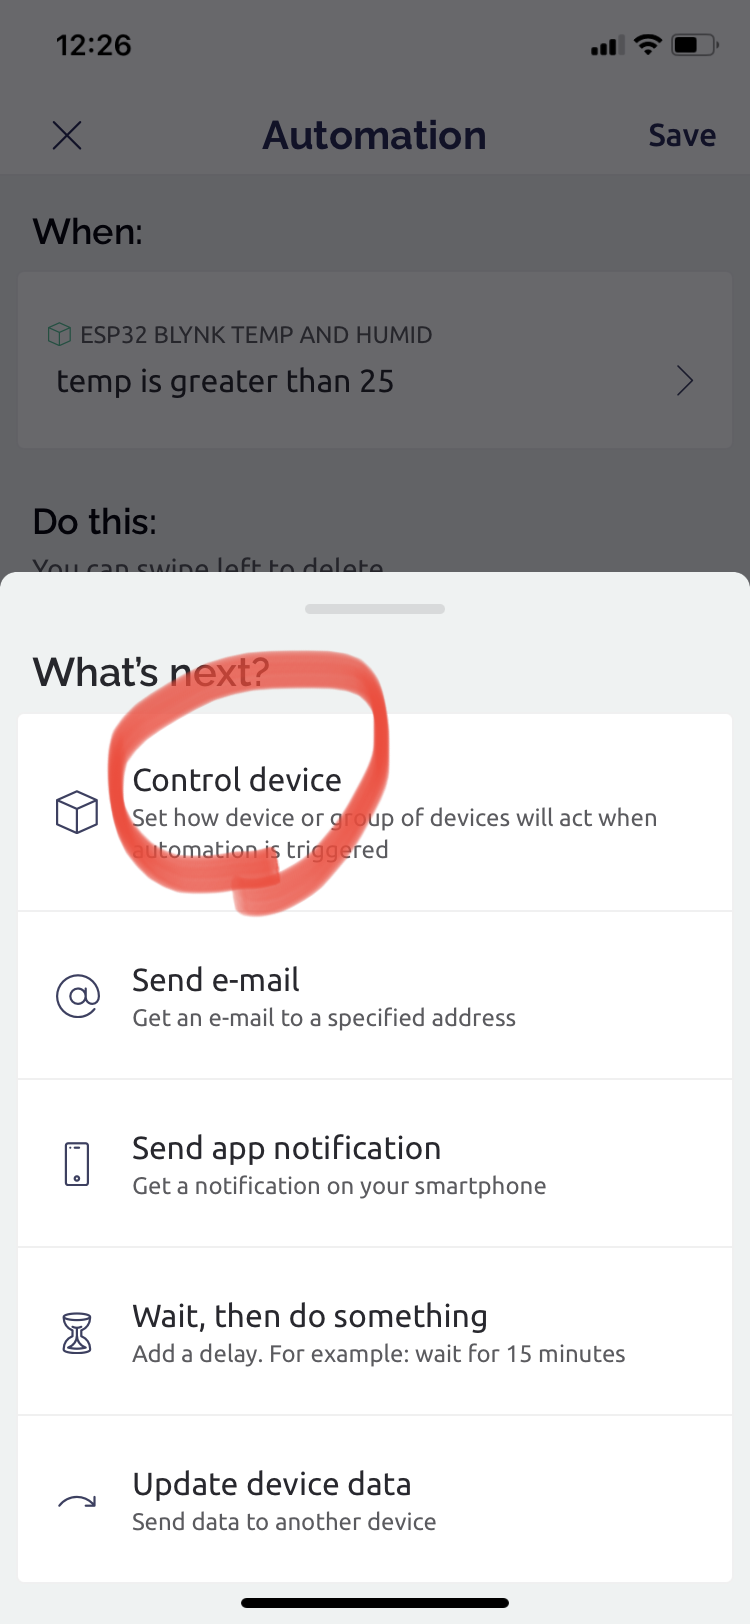 12:26
Automation
Save
When:
ESP32 BLYNK TEMP AND HUMID
temp is greater than 25
Do this:
You can swipe left to delete
What's next?
Control device
Set how device or group of devices will act when
automation is triggered
Send e-mail
Get an e-mail to a specified address
Send app notification
Get a notification on your smartphone
Wait, then do something
Add a delay. For example: wait for 15 minutes
Update device data
Send data to another device